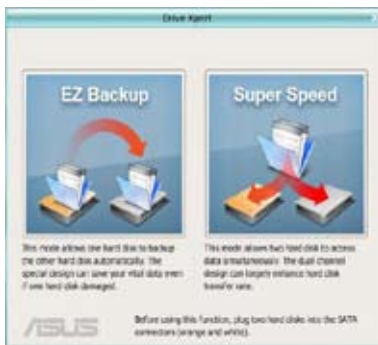 Drive Xpert
EZ Backup
Super Speed
This mode allows one hard disk to backup
the other hard disk automatically. The
special design can save your vital data even
if one hard disk damaged.
This mode allows two hard disk to access
data simultaneously. The dual channel
design can largely enhance hard disk
transfer rate.
ASUS
Before using this function, plug two hard disks into the SATA
connectors (orange and white).